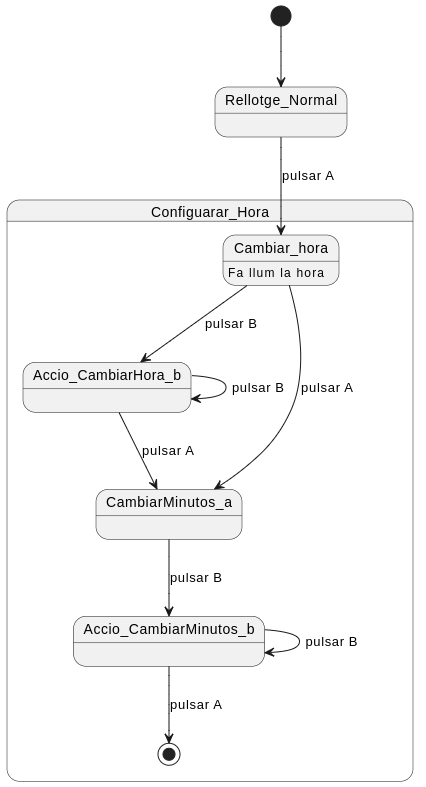 Rellotge_Normal
pulsar A
Configuarar_Hora
Cambiar_hora
Fa llum la hora
pulsar B
Accio_CambiarHora_b
pulsar B
pulsar A
pulsar A
CambiarMinutos_a
pulsar B
Accio_CambiarMinutos_b
pulsar B
pulsar A